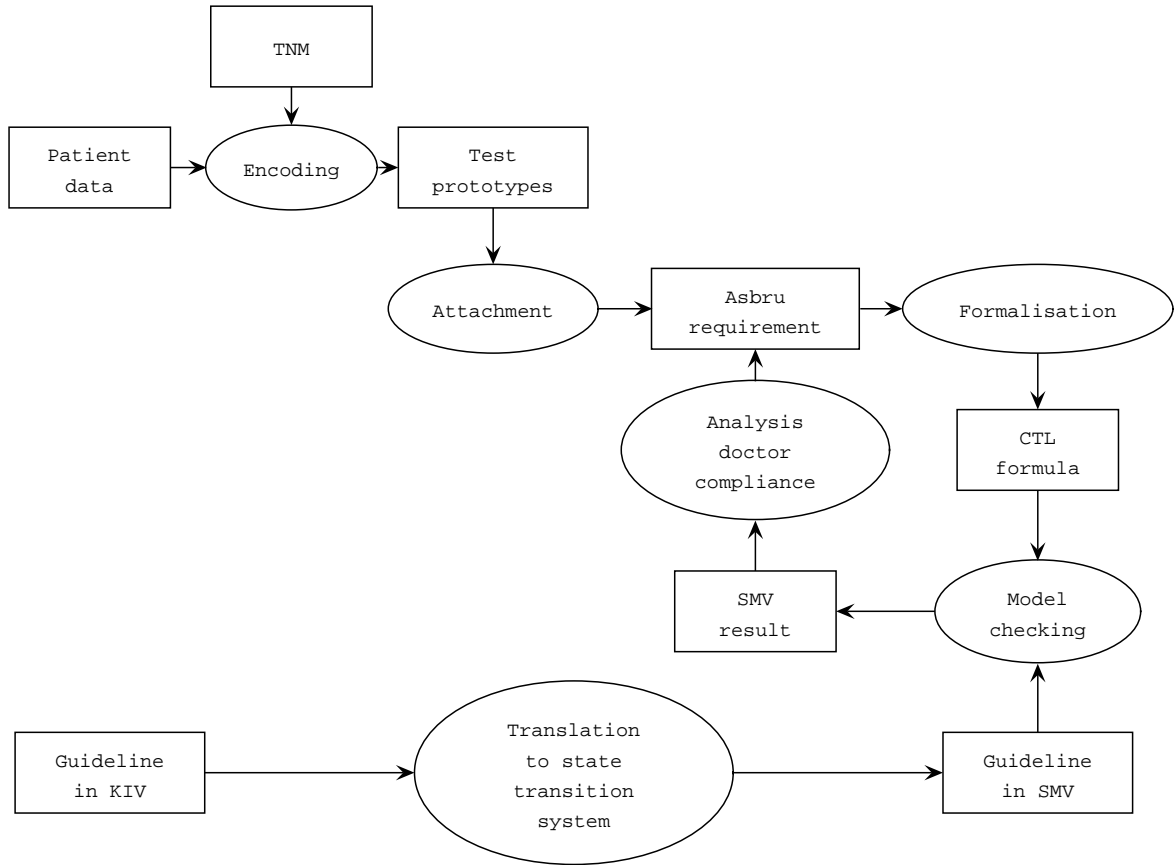 TNM
Patient
data
Encoding
Test
prototypes
Attachment
Asbru
requirement
Formalisation
Analysis
doctor
compliance
CTL
formula
SMV
result
Model
checking
Guideline
in KIV
Translation
to state
transition
system
Guideline
in SMV